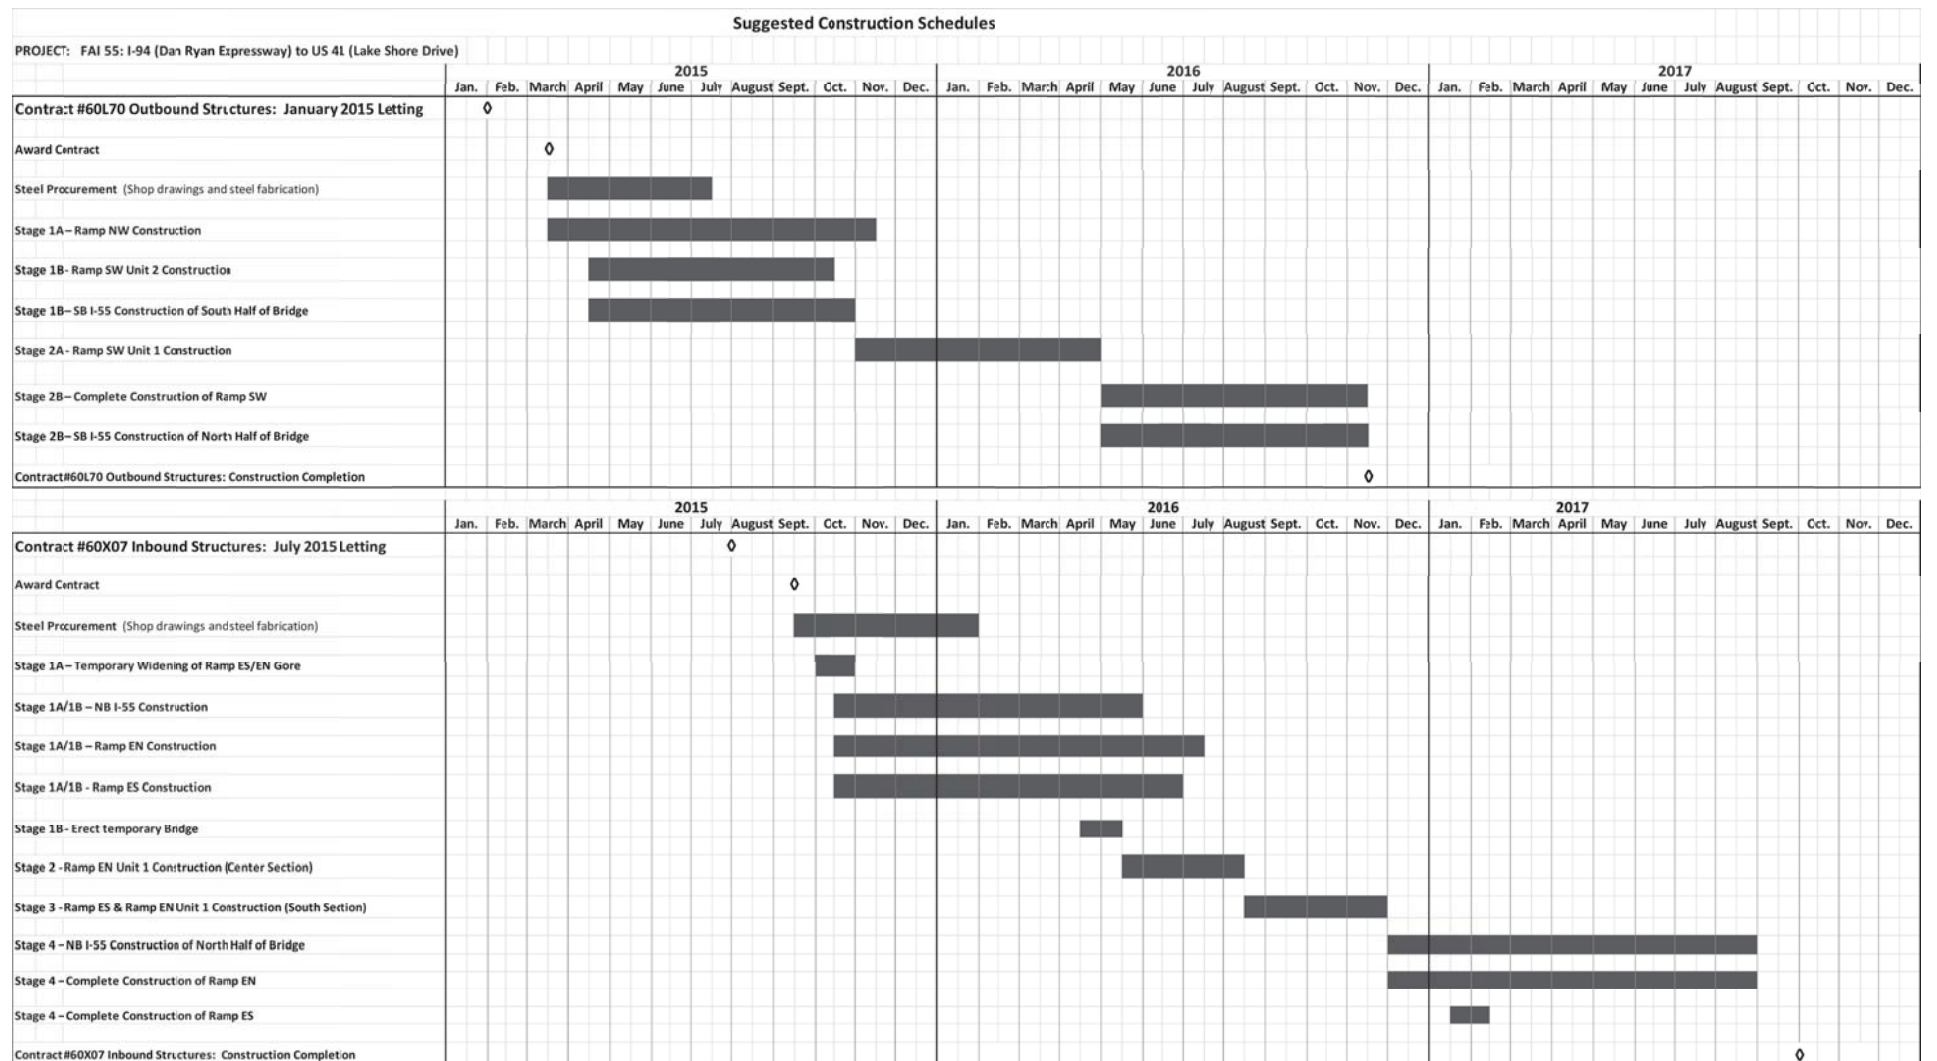 Suggested Construction Schedules
PROJECT: FAI 55: I-94 (Dan Ryan Expressway) to US 41 (Lake Shore Drive)
2015 2016 2017
Jan. Feb. March April May June July August Sept. Oct. Nov. Dec. Jan. Feb. March April May June July August Sept. Oct. Nov. Dec. Jan. Feb. March April May June July August Sept. Oct. Nov. Dec.
Contract #60L70 Outbound Structures: January 2015 Letting
Award Contract
Steel Procurement (Shop drawings and steel fabrication)
Stage 1A– Ramp NW Construction
Stage 1B- Ramp SW Unit 2 Construction
Stage 1B– SB I-55 Construction of South Half of Bridge
Stage 2A- Ramp SW Unit 1 Construction
Stage 2B– Complete Construction of Ramp SW
Stage 2B– SB I-55 Construction of North Half of Bridge
Contract#60L70 Outbound Structures: Construction Completion
2015 2016 2017
Jan. Feb. March April May June July August Sept. Oct. Nov. Dec. Jan. Feb. March April May June July August Sept. Oct. Nov. Dec. Jan. Feb. March April May June July August Sept. Oct. Nov. Dec.
Contract #60X07 Inbound Structures: July 2015 Letting
Award Contract
Steel Procurement (Shop drawings and steel fabrication)
Stage 1A– Temporary Widening of Ramp ES/EN Gore
Stage 1A/1B – NB I-55 Construction
Stage 1A/1B – Ramp EN Construction
Stage 1A/1B - Ramp ES Construction
Stage 1B- Erect temporary Bridge
Stage 2 -Ramp EN Unit 1 Construction (Center Section)
Stage 3 -Ramp ES & Ramp EN Unit 1 Construction (South Section)
Stage 4 –NB I-55 Construction of North Half of Bridge
Stage 4 –Complete Construction of Ramp EN
Stage 4 –Complete Construction of Ramp ES
Contract#60X07 Inbound Structures: Construction Completion